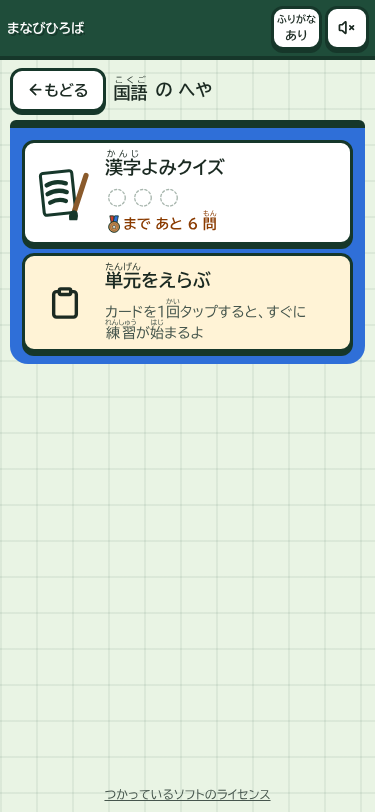 まなびひろば
ふりがな
あり
もどる
国語 の へや
こくご
漢字よみクイズ
かんじ
まで あと 6 問
もん
単元をえらぶ
たんげん
カードを1回タップすると、すぐに
かい
練習が始まるよ
れんしゅう はじ
つかっているソフトのライセンス